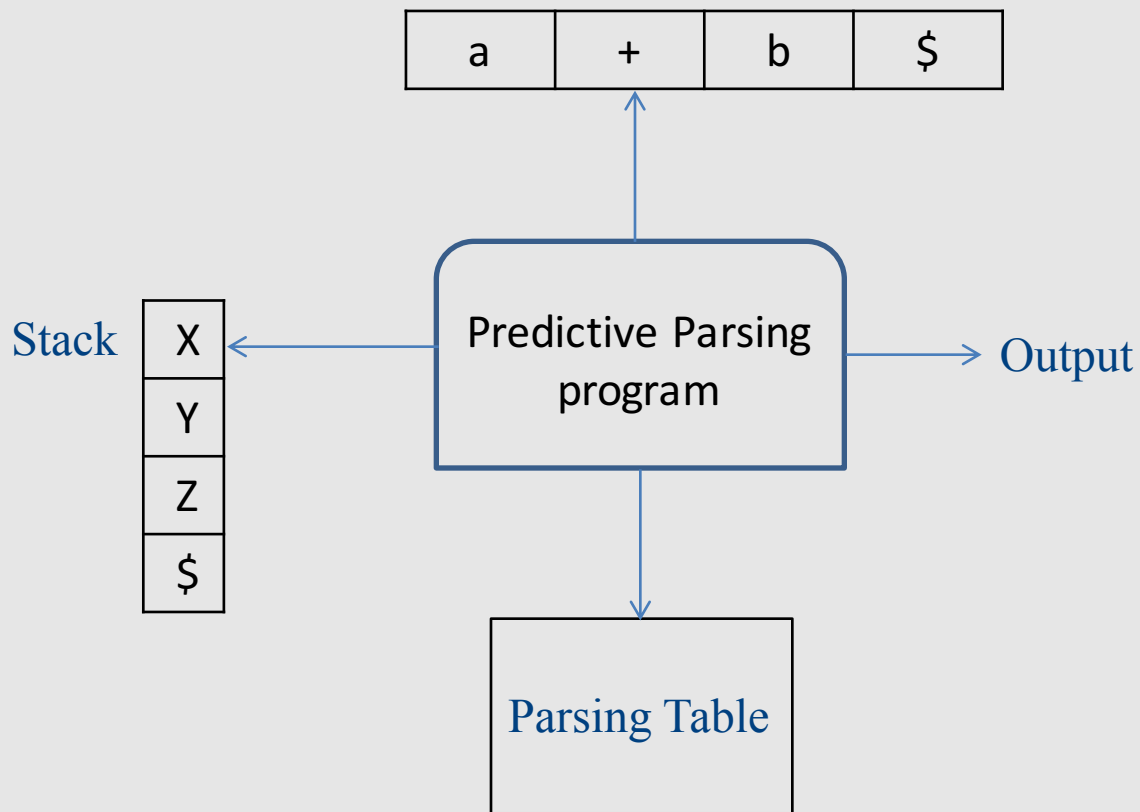 a + b $
Predictive Parsing
program
Stack
X
Y
Z
$
Output
Parsing Table